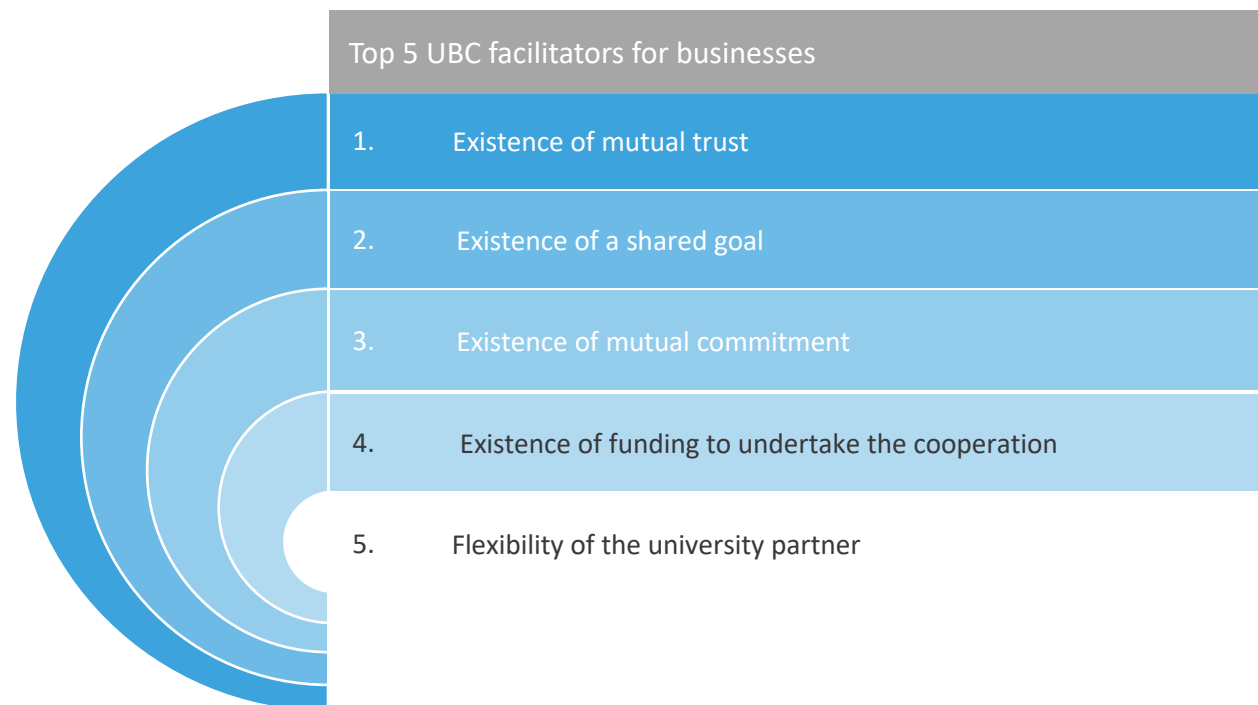 Top 5 UBC facilitators for businesses
1. Existence of mutual trust
2. Existence of a shared goal
3. Existence of mutual commitment
4. Existence of funding to undertake the cooperation
5. Flexibility of the university partner